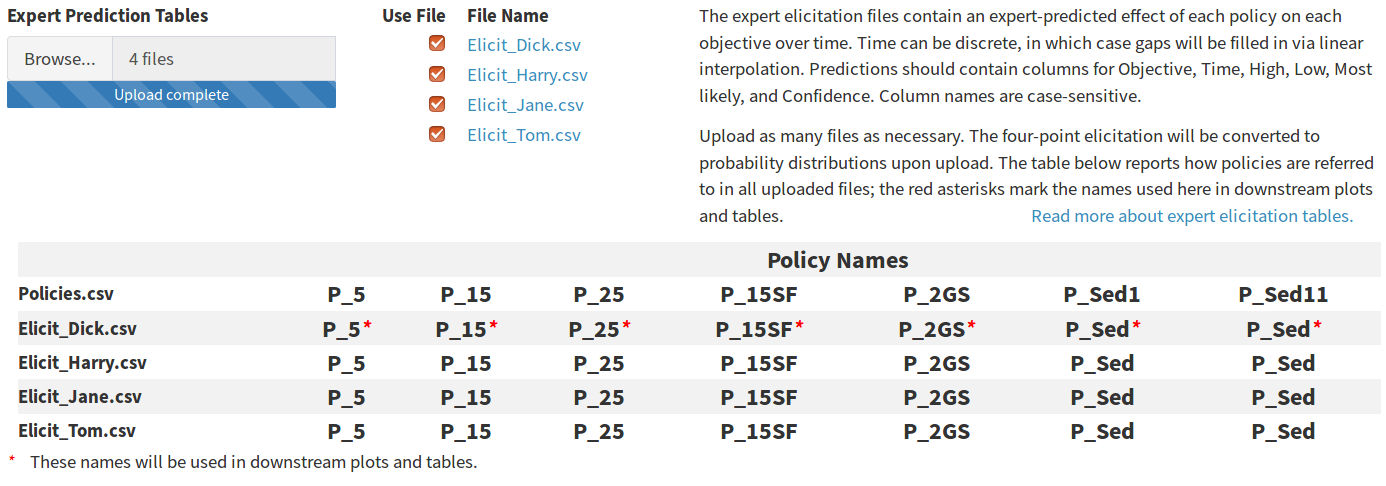 Expert Prediction Tables
Browse... 4 files
Upload complete
Use File File Name
Elicit_Dick.csv
Elicit_Harry.csv
Elicit_Jane.csv
Elicit_Tom.csv
The expert elicitation files contain an expert-predicted effect of each policy on each
objective over time. Time can be discrete, in which case gaps will be filled in via linear
interpolation. Predictions should contain columns for Objective, Time, High, Low, Most
likely, and Confidence. Column names are case-sensitive.
Upload as many files as necessary. The four-point elicitation will be converted to
probability distributions upon upload. The table below reports how policies are referred
to in all uploaded files; the red asterisks mark the names used here in downstream plots
and tables. Read more about expert elicitation tables.
Policy Names
Policies.csv P_5 P_15 P_25 P_15SF P_2GS P_Sed1 P_Sed11
Elicit_Dick.csv P_5* P_15* P_25* P_15SF* P_2GS* P_Sed* P_Sed*
Elicit_Harry.csv P_5 P_15 P_25 P_15SF P_2GS P_Sed P_Sed
Elicit_Jane.csv P_5 P_15 P_25 P_15SF P_2GS P_Sed P_Sed
Elicit_Tom.csv P_5 P_15 P_25 P_15SF P_2GS P_Sed P_Sed
* These names will be used in downstream plots and tables.